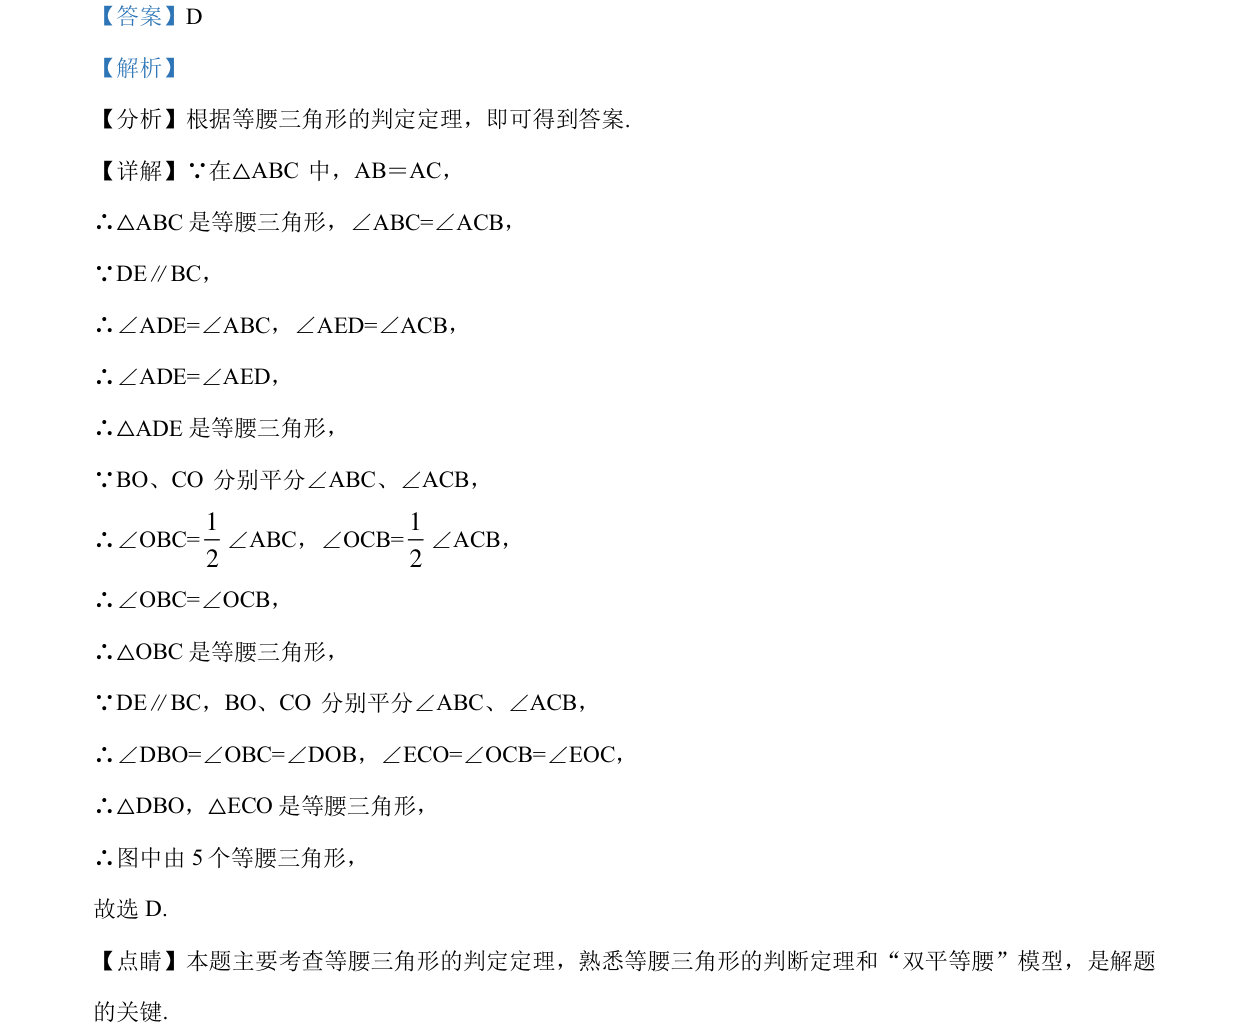 【答案】D
【解析】
【分析】根据等腰三角形的判定定理，即可得到答案.
【详解】∵在△ABC 中，AB＝AC，
∴△ABC 是等腰三角形，∠ABC=∠ACB，
∵DE∥BC，
∴∠ADE=∠ABC，∠AED=∠ACB，
∴∠ADE=∠AED，
∴△ADE 是等腰三角形，
∵BO、CO 分别平分∠ABC、∠ACB，
∴∠OBC=1/2 ∠ABC，∠OCB=1/2 ∠ACB，
∴∠OBC=∠OCB，
∴△OBC 是等腰三角形，
∵DE∥BC，BO、CO 分别平分∠ABC、∠ACB，
∴∠DBO=∠OBC=∠DOB，∠ECO=∠OCB=∠EOC，
∴△DBO，△ECO 是等腰三角形，
∴图中由 5 个等腰三角形，
故选 D.
【点睛】本题主要考查等腰三角形的判定定理，熟悉等腰三角形的判断定理和“双平等腰”模型，是解题
的关键.